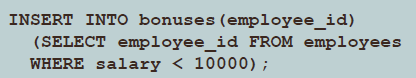 INSERT INTO bonuses(employee_id)
(SELECT employee_id FROM employees
WHERE salary < 10000);